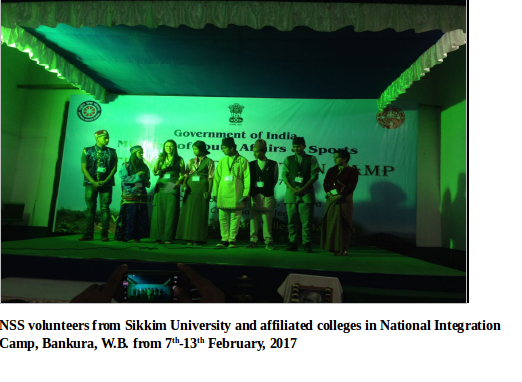 Government of India
Affairs & Sports
CAMP
NSS volunteers from Sikkim University and affiliated colleges in National Integration
Camp, Bankura, W.B. from 7th-13th February, 2017